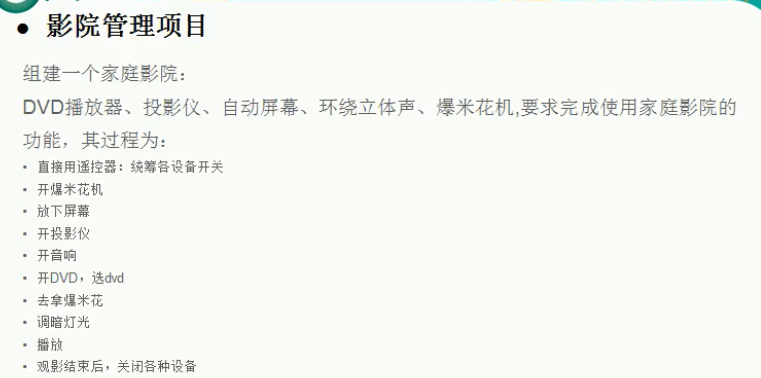 • 影院管理项目
组建一个家庭影院：
DVD播放器、投影仪、自动屏幕、环绕立体声、爆米花机,要求完成使用家庭影院的
功能，其过程为：
• 直接用遥控器：统筹各设备开关
• 开爆米花机
• 放下屏幕
• 开投影仪
• 开音响
• 开DVD，选dvd
• 去拿爆米花
• 调暗灯光
• 播放
• 观影结束后，关闭各种设备